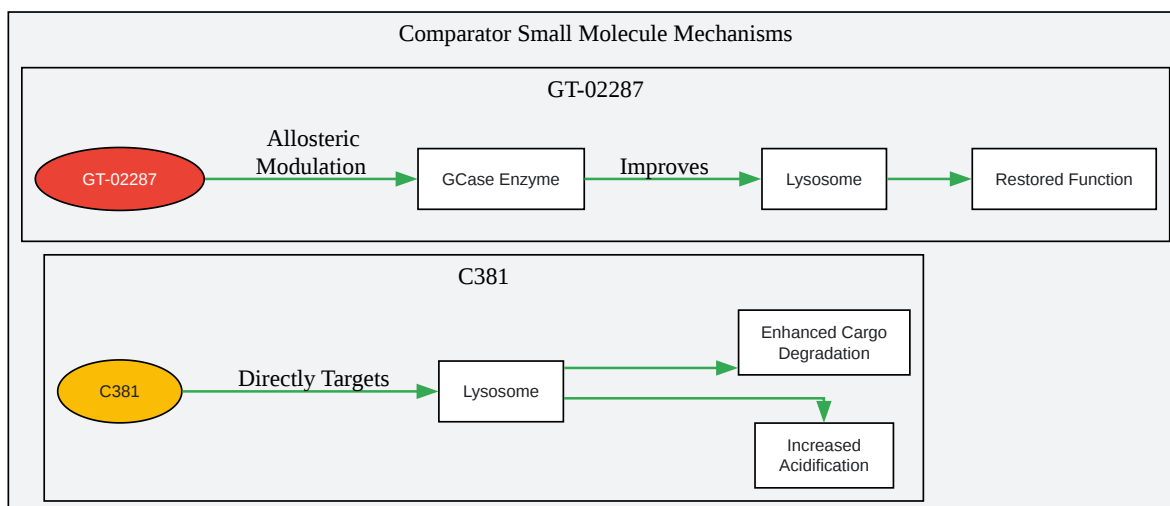 Comparator Small Molecule Mechanisms
GT-02287
GT-02287
Allosteric
Modulation
GCase Enzyme
Improves
Lysosome
Restored Function
C381
C381
Directly Targets
Lysosome
Enhanced Cargo
Degradation
Increased
Acidification